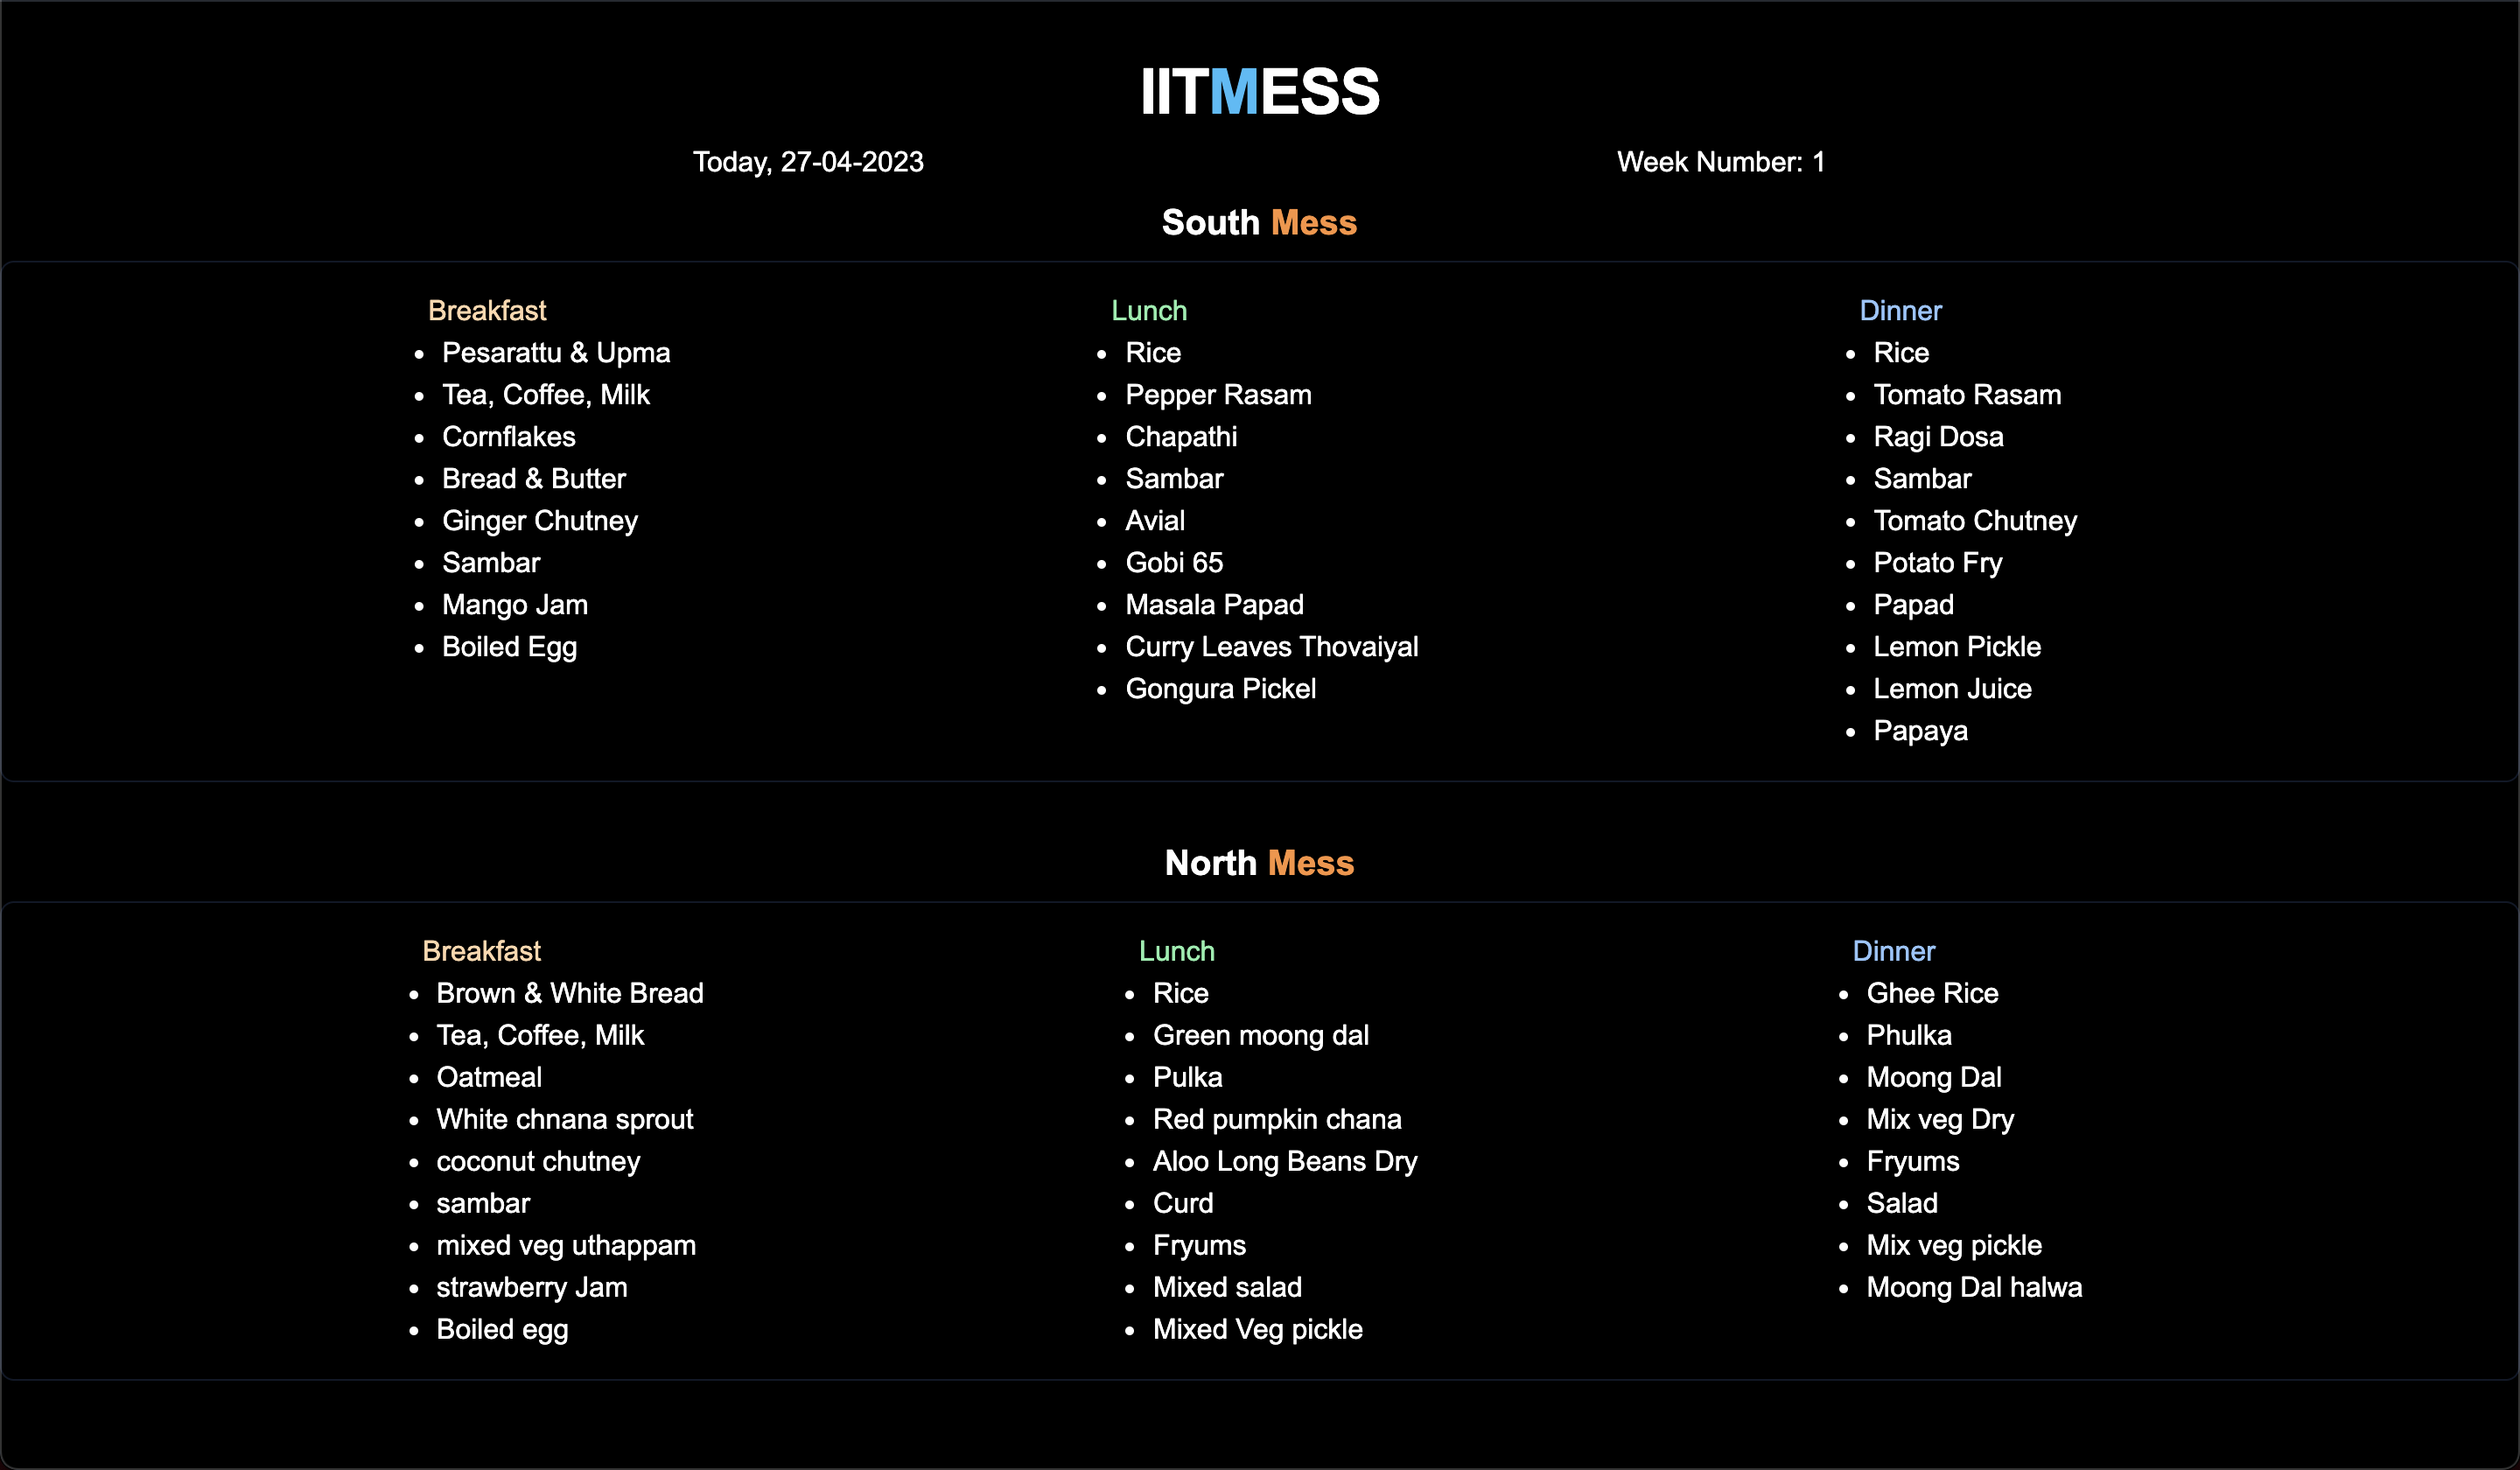 IITMESS
Today, 27-04-2023
Week Number: 1
South Mess
Breakfast
Pesarattu & Upma
Tea, Coffee, Milk
Cornflakes
Bread & Butter
Ginger Chutney
Sambar
Mango Jam
Boiled Egg
Lunch
Rice
Pepper Rasam
Chapathi
Sambar
Avial
Gobi 65
Masala Papad
Curry Leaves Thovaiyal
Gongura Pickel
Dinner
Rice
Tomato Rasam
Ragi Dosa
Sambar
Tomato Chutney
Potato Fry
Papad
Lemon Pickle
Lemon Juice
Papaya
North Mess
Breakfast
Brown & White Bread
Tea, Coffee, Milk
Oatmeal
White chnana sprout
coconut chutney
sambar
mixed veg uthappam
strawberry Jam
Boiled egg
Lunch
Rice
Green moong dal
Pulka
Red pumpkin chana
Aloo Long Beans Dry
Curd
Fryums
Mixed salad
Mixed Veg pickle
Dinner
Ghee Rice
Phulka
Moong Dal
Mix veg Dry
Fryums
Salad
Mix veg pickle
Moong Dal halwa